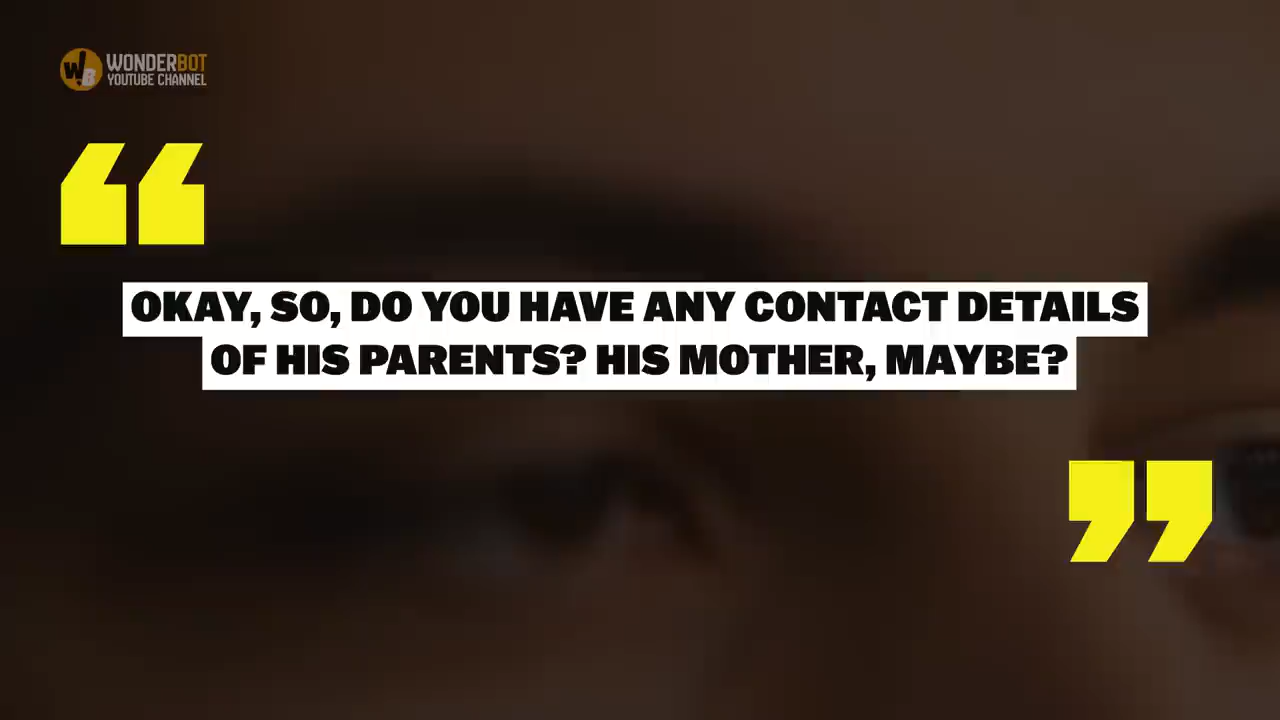 WONDERBOT
YOUTUBE CHANNEL
“
OKAY, SO, DO YOU HAVE ANY CONTACT DETAILS
OF HIS PARENTS? HIS MOTHER, MAYBE?
”